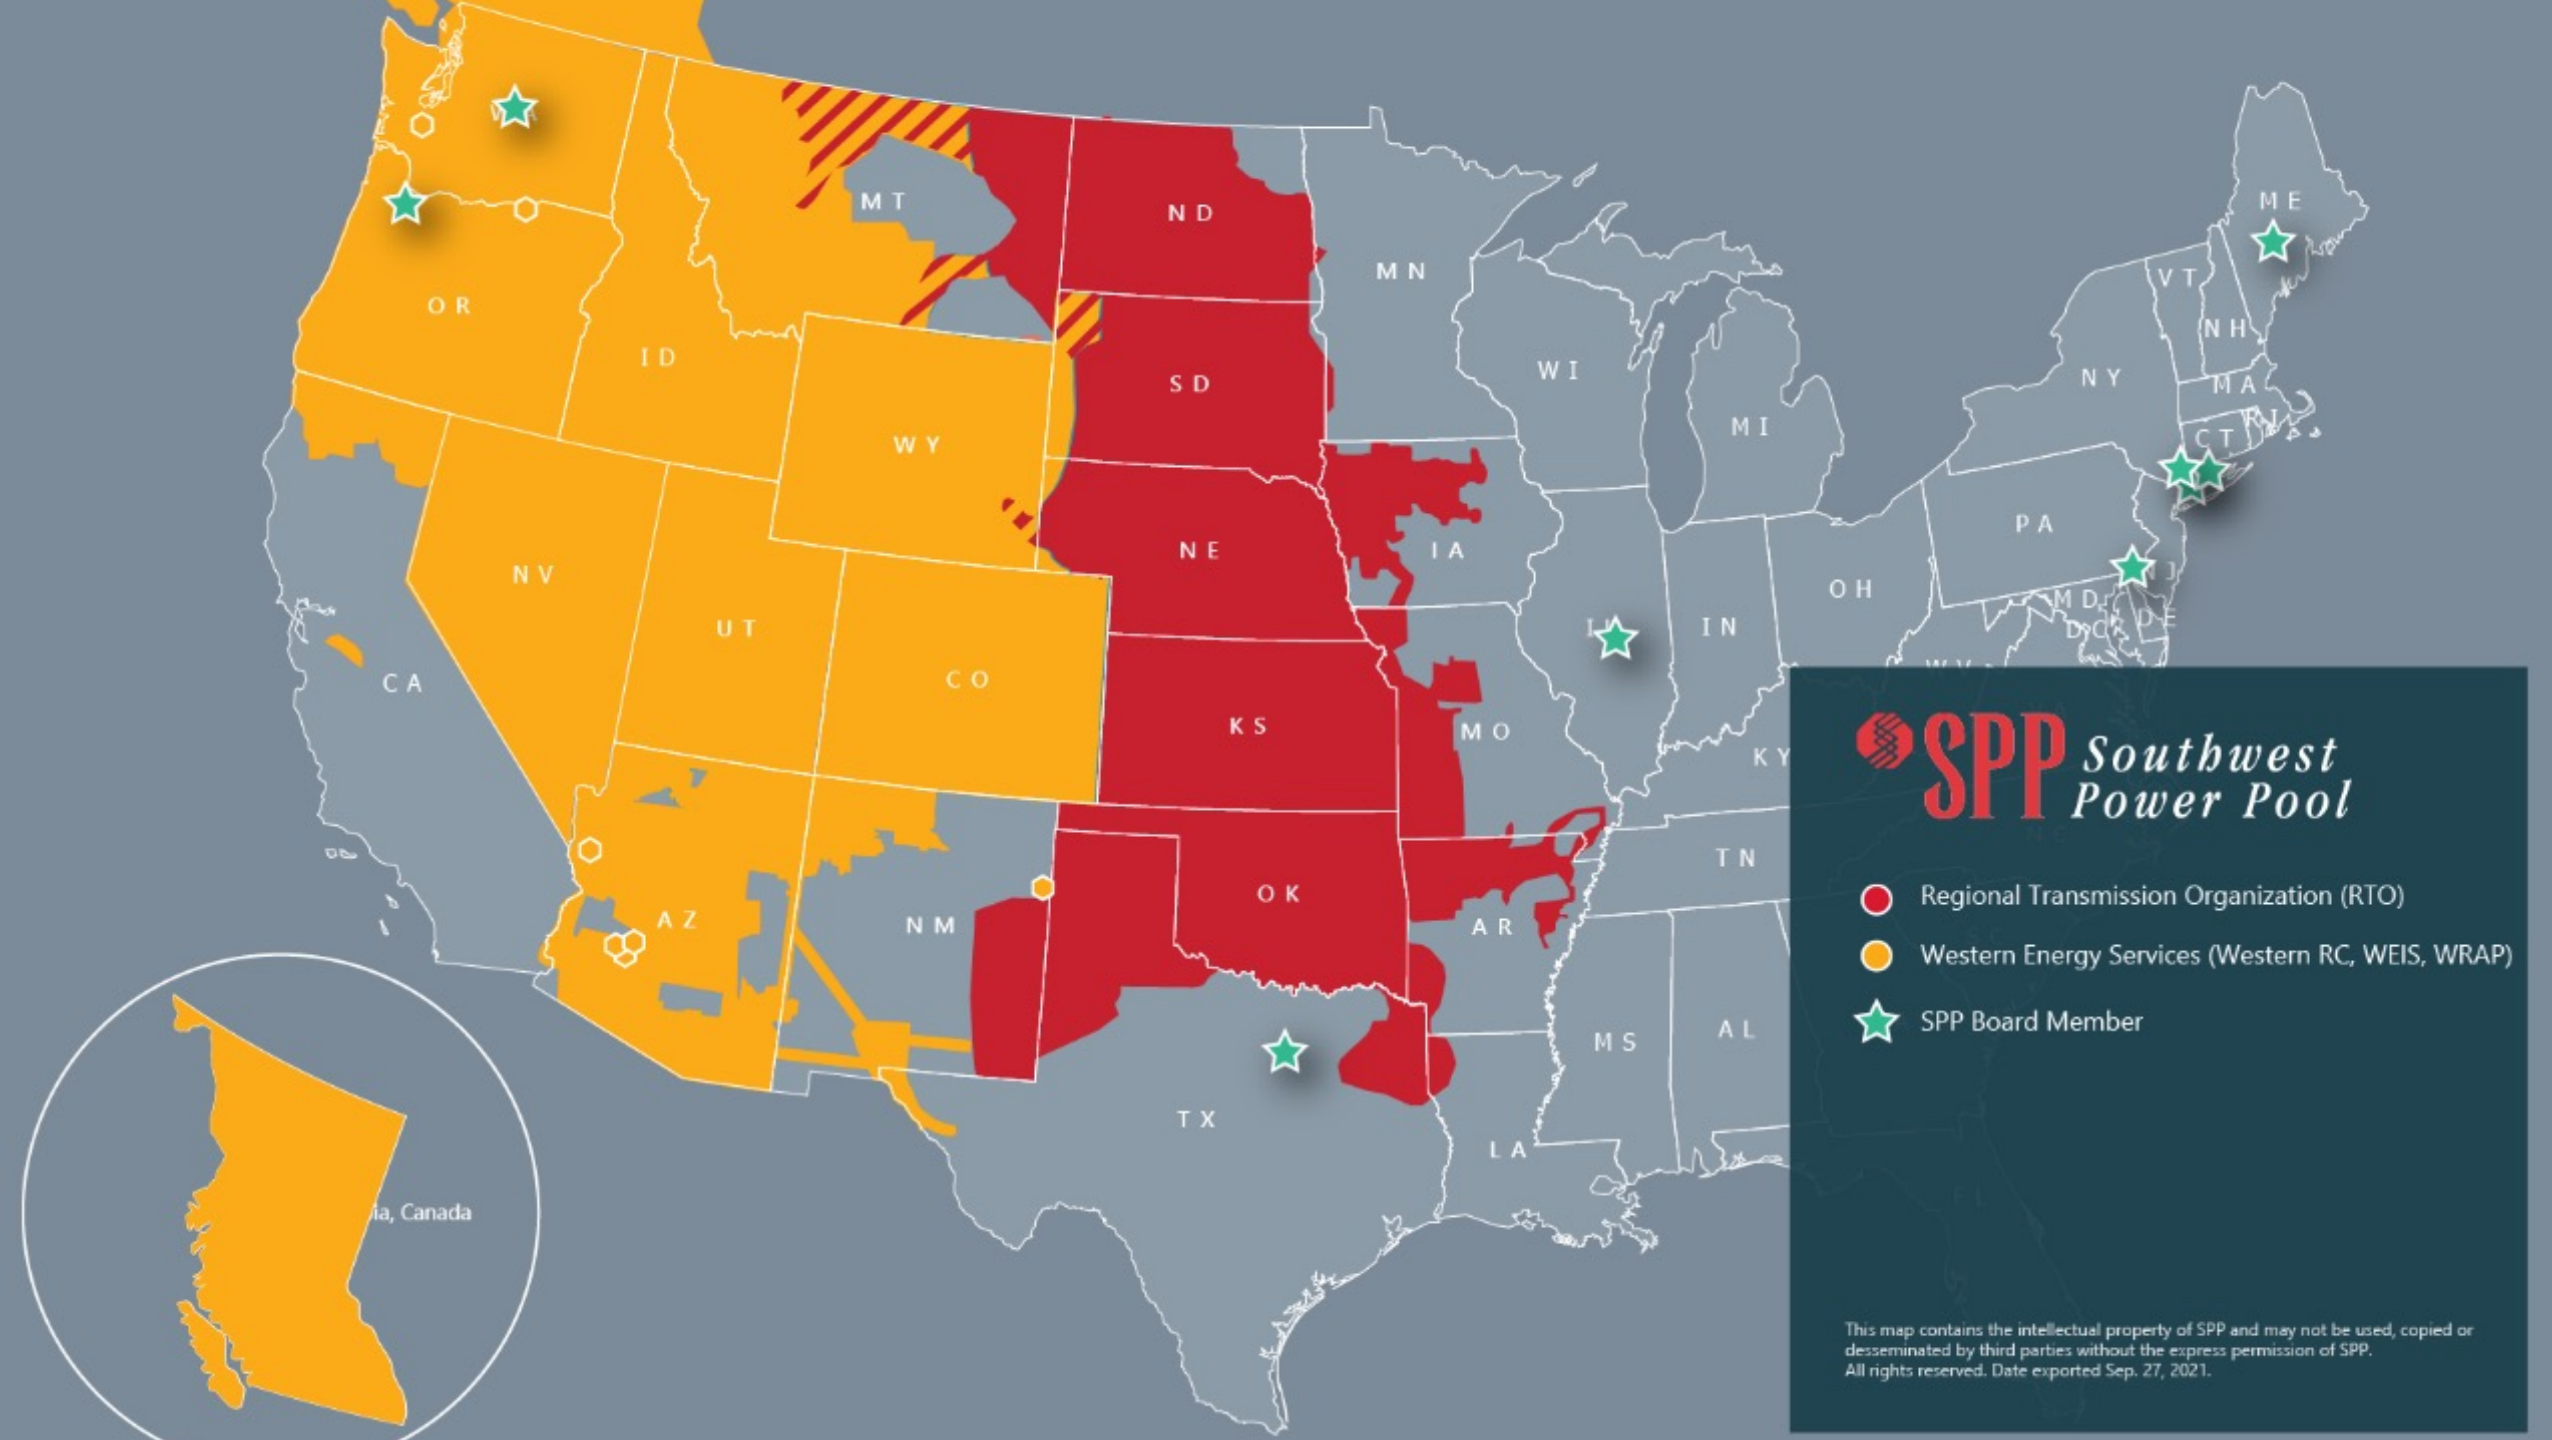 ME
MT
ND
MN
VT
NH
OR
ID
SD
WI
NY
MA
RI
CT
WY
MI
NV
NE
IA
PA
NJ
OH
MD
DE
DC
UT
IN
CO
CA
KS
MO
WV
KY
AZ
NM
OK
TN
AR
TX
LA
MS
AL
FL
ia, Canada
SPP Southwest
Power Pool
Regional Transmission Organization (RTO)
Western Energy Services (Western RC, WEIS, WRAP)
SPP Board Member
This map contains the intellectual property of SPP and may not be used, copied or
desseminated by third parties without the express permission of SPP.
All rights reserved. Date exported Sep. 27, 2021.